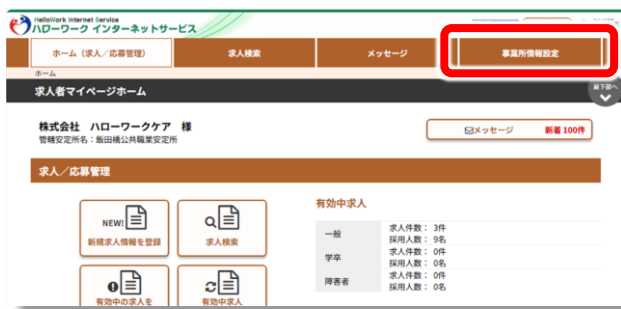 HelloWork Internet Service
ハローワーク インターネットサービス
ホーム（求人／応募管理）
求人検索
メッセージ
事業所情報設定
ホーム
求人者マイページホーム
最下部へ
株式会社　ハローワークケア　様
管轄安定所名：飯田橋公共職業安定所
メッセージ　新着 100件
求人／応募管理
有効中求人
NEW!
新規求人情報を登録
求人検索
一般
求人件数： 3件
採用人数： 9名
学卒
求人件数： 0件
採用人数： 0名
障害者
求人件数： 0件
採用人数： 0名
有効中の求人を
有効中求人